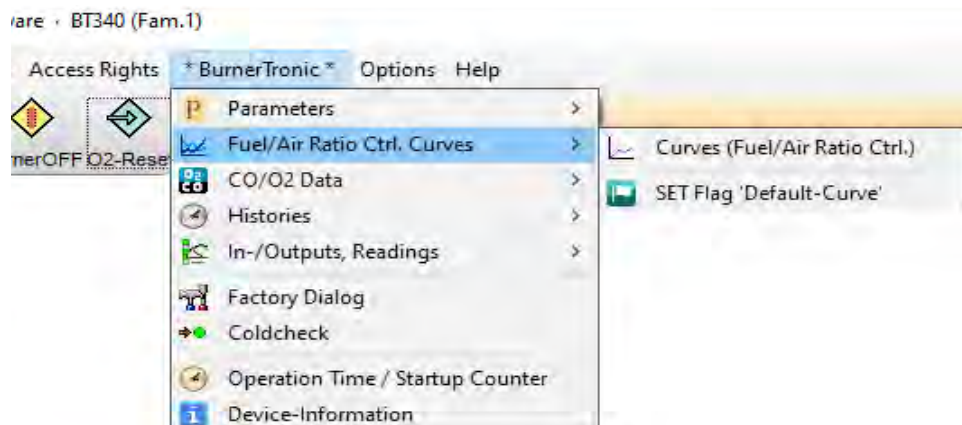 are › BT340 (Fam.1)
Access Rights * BurnerTronic * Options Help
nerOFF O2-Rese
P Parameters
Fuel/Air Ratio Ctrl. Curves
Curves (Fuel/Air Ratio Ctrl.)
SET Flag 'Default-Curve'
O2 CO CO/O2 Data
Histories
In-/Outputs, Readings
Factory Dialog
Coldcheck
Operation Time / Startup Counter
i Device-Information